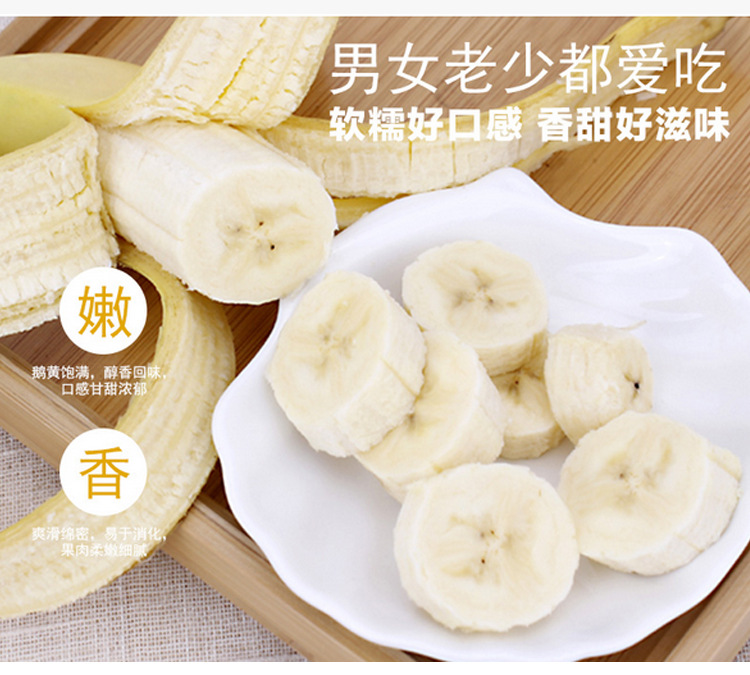 男女老少都爱吃
软糯好口感 香甜好滋味
嫩
鹅黄饱满，醇香回味，
口感甘甜浓郁
香
爽滑绵密，易于消化，
果肉柔嫩细腻